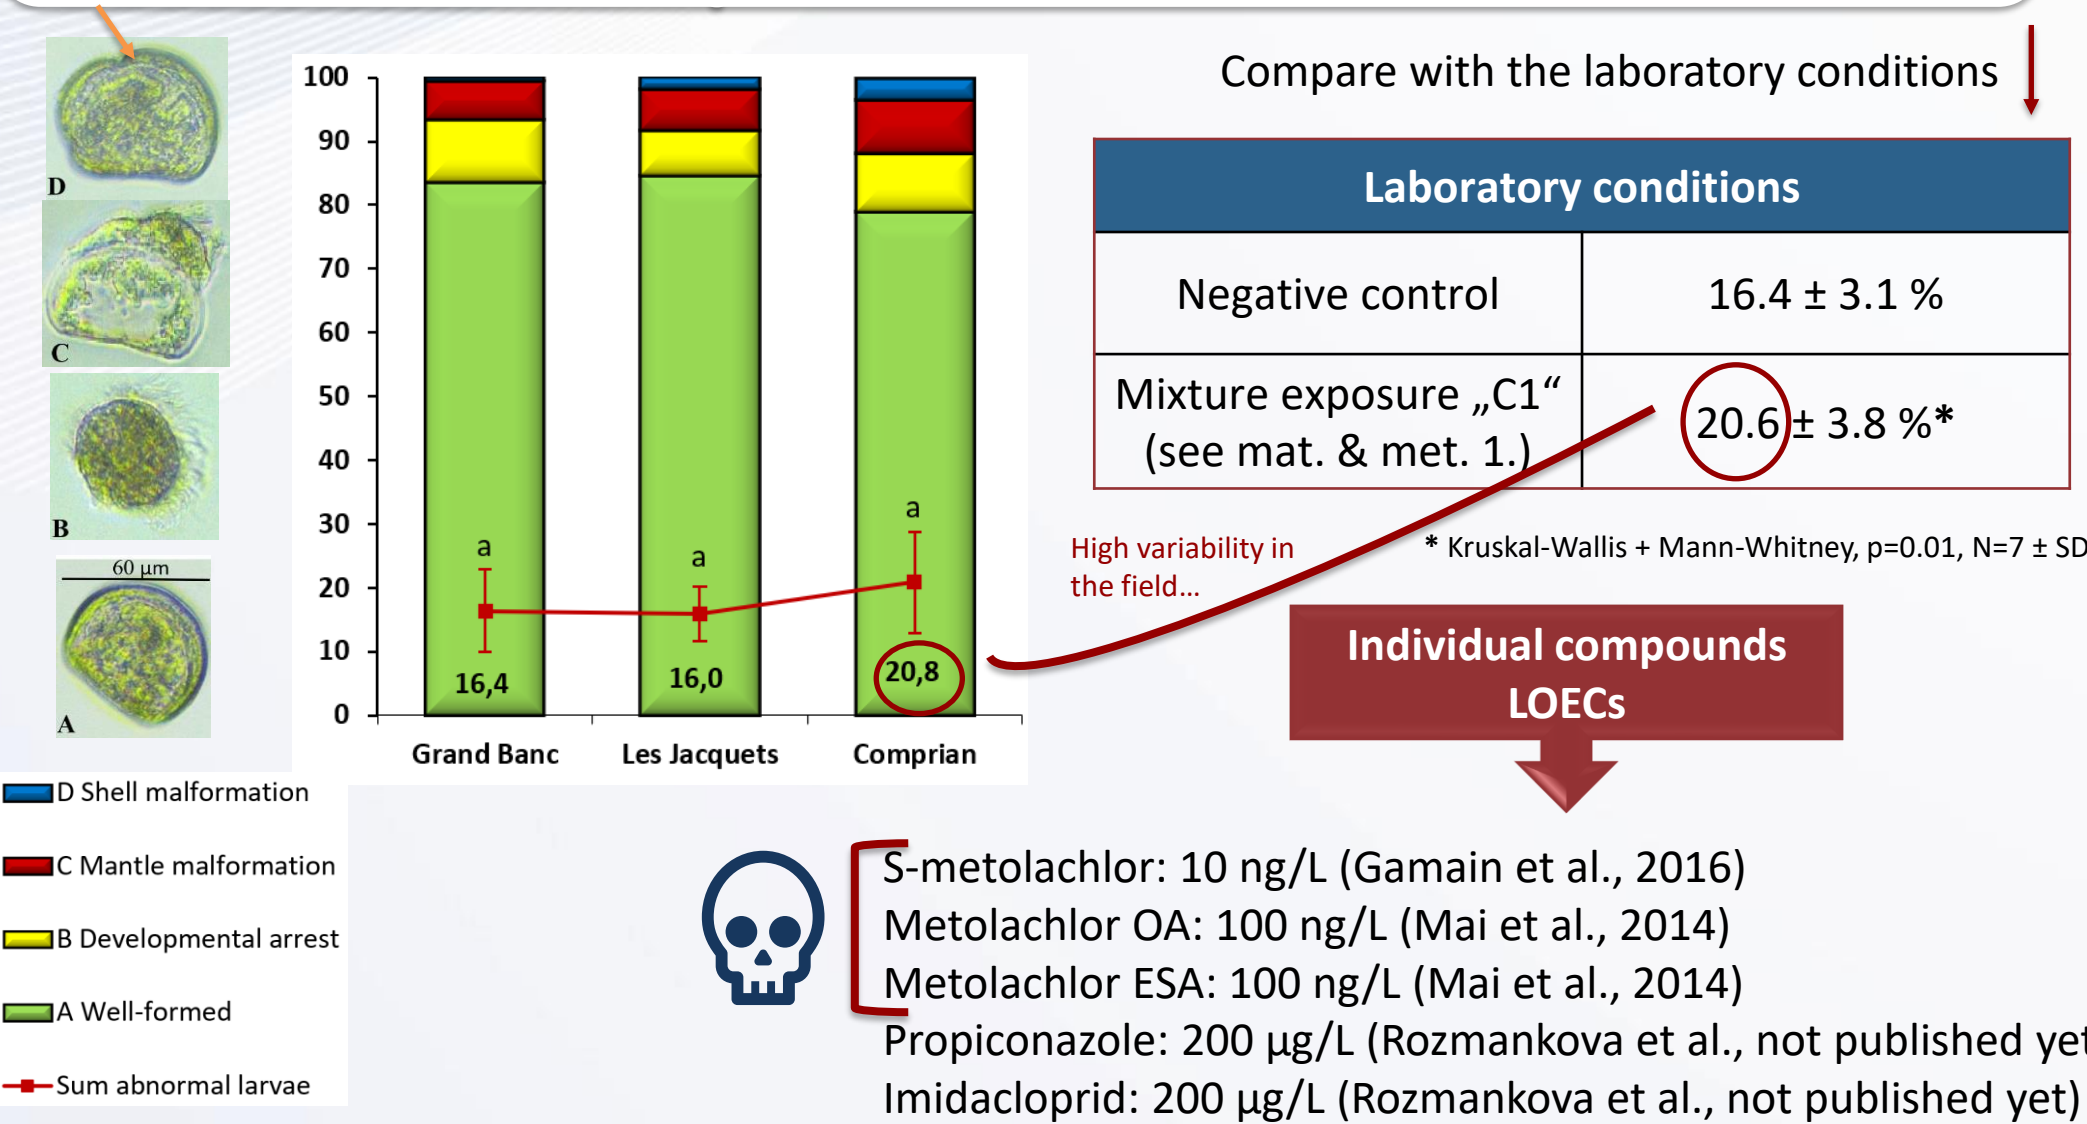 Compare with the laboratory conditions
D
C
B
60 µm
A
100
90
80
70
60
50
40
30
20
10
0
a
a
a
16,4
16,0
20,8
Grand Banc
Les Jacquets
Comprian
D Shell malformation
C Mantle malformation
B Developmental arrest
A Well-formed
Sum abnormal larvae
Laboratory conditions
Negative control
16.4 ± 3.1 %
Mixture exposure „C1“
(see mat. & met. 1.)
20.6 ± 3.8 %*
High variability in
the field...
* Kruskal-Wallis + Mann-Whitney, p=0.01, N=7 ± SD
Individual compounds
LOECs
S-metolachlor: 10 ng/L (Gamain et al., 2016)
Metolachlor OA: 100 ng/L (Mai et al., 2014)
Metolachlor ESA: 100 ng/L (Mai et al., 2014)
Propiconazole: 200 µg/L (Rozmankova et al., not published yet
Imidacloprid: 200 µg/L (Rozmankova et al., not published yet)